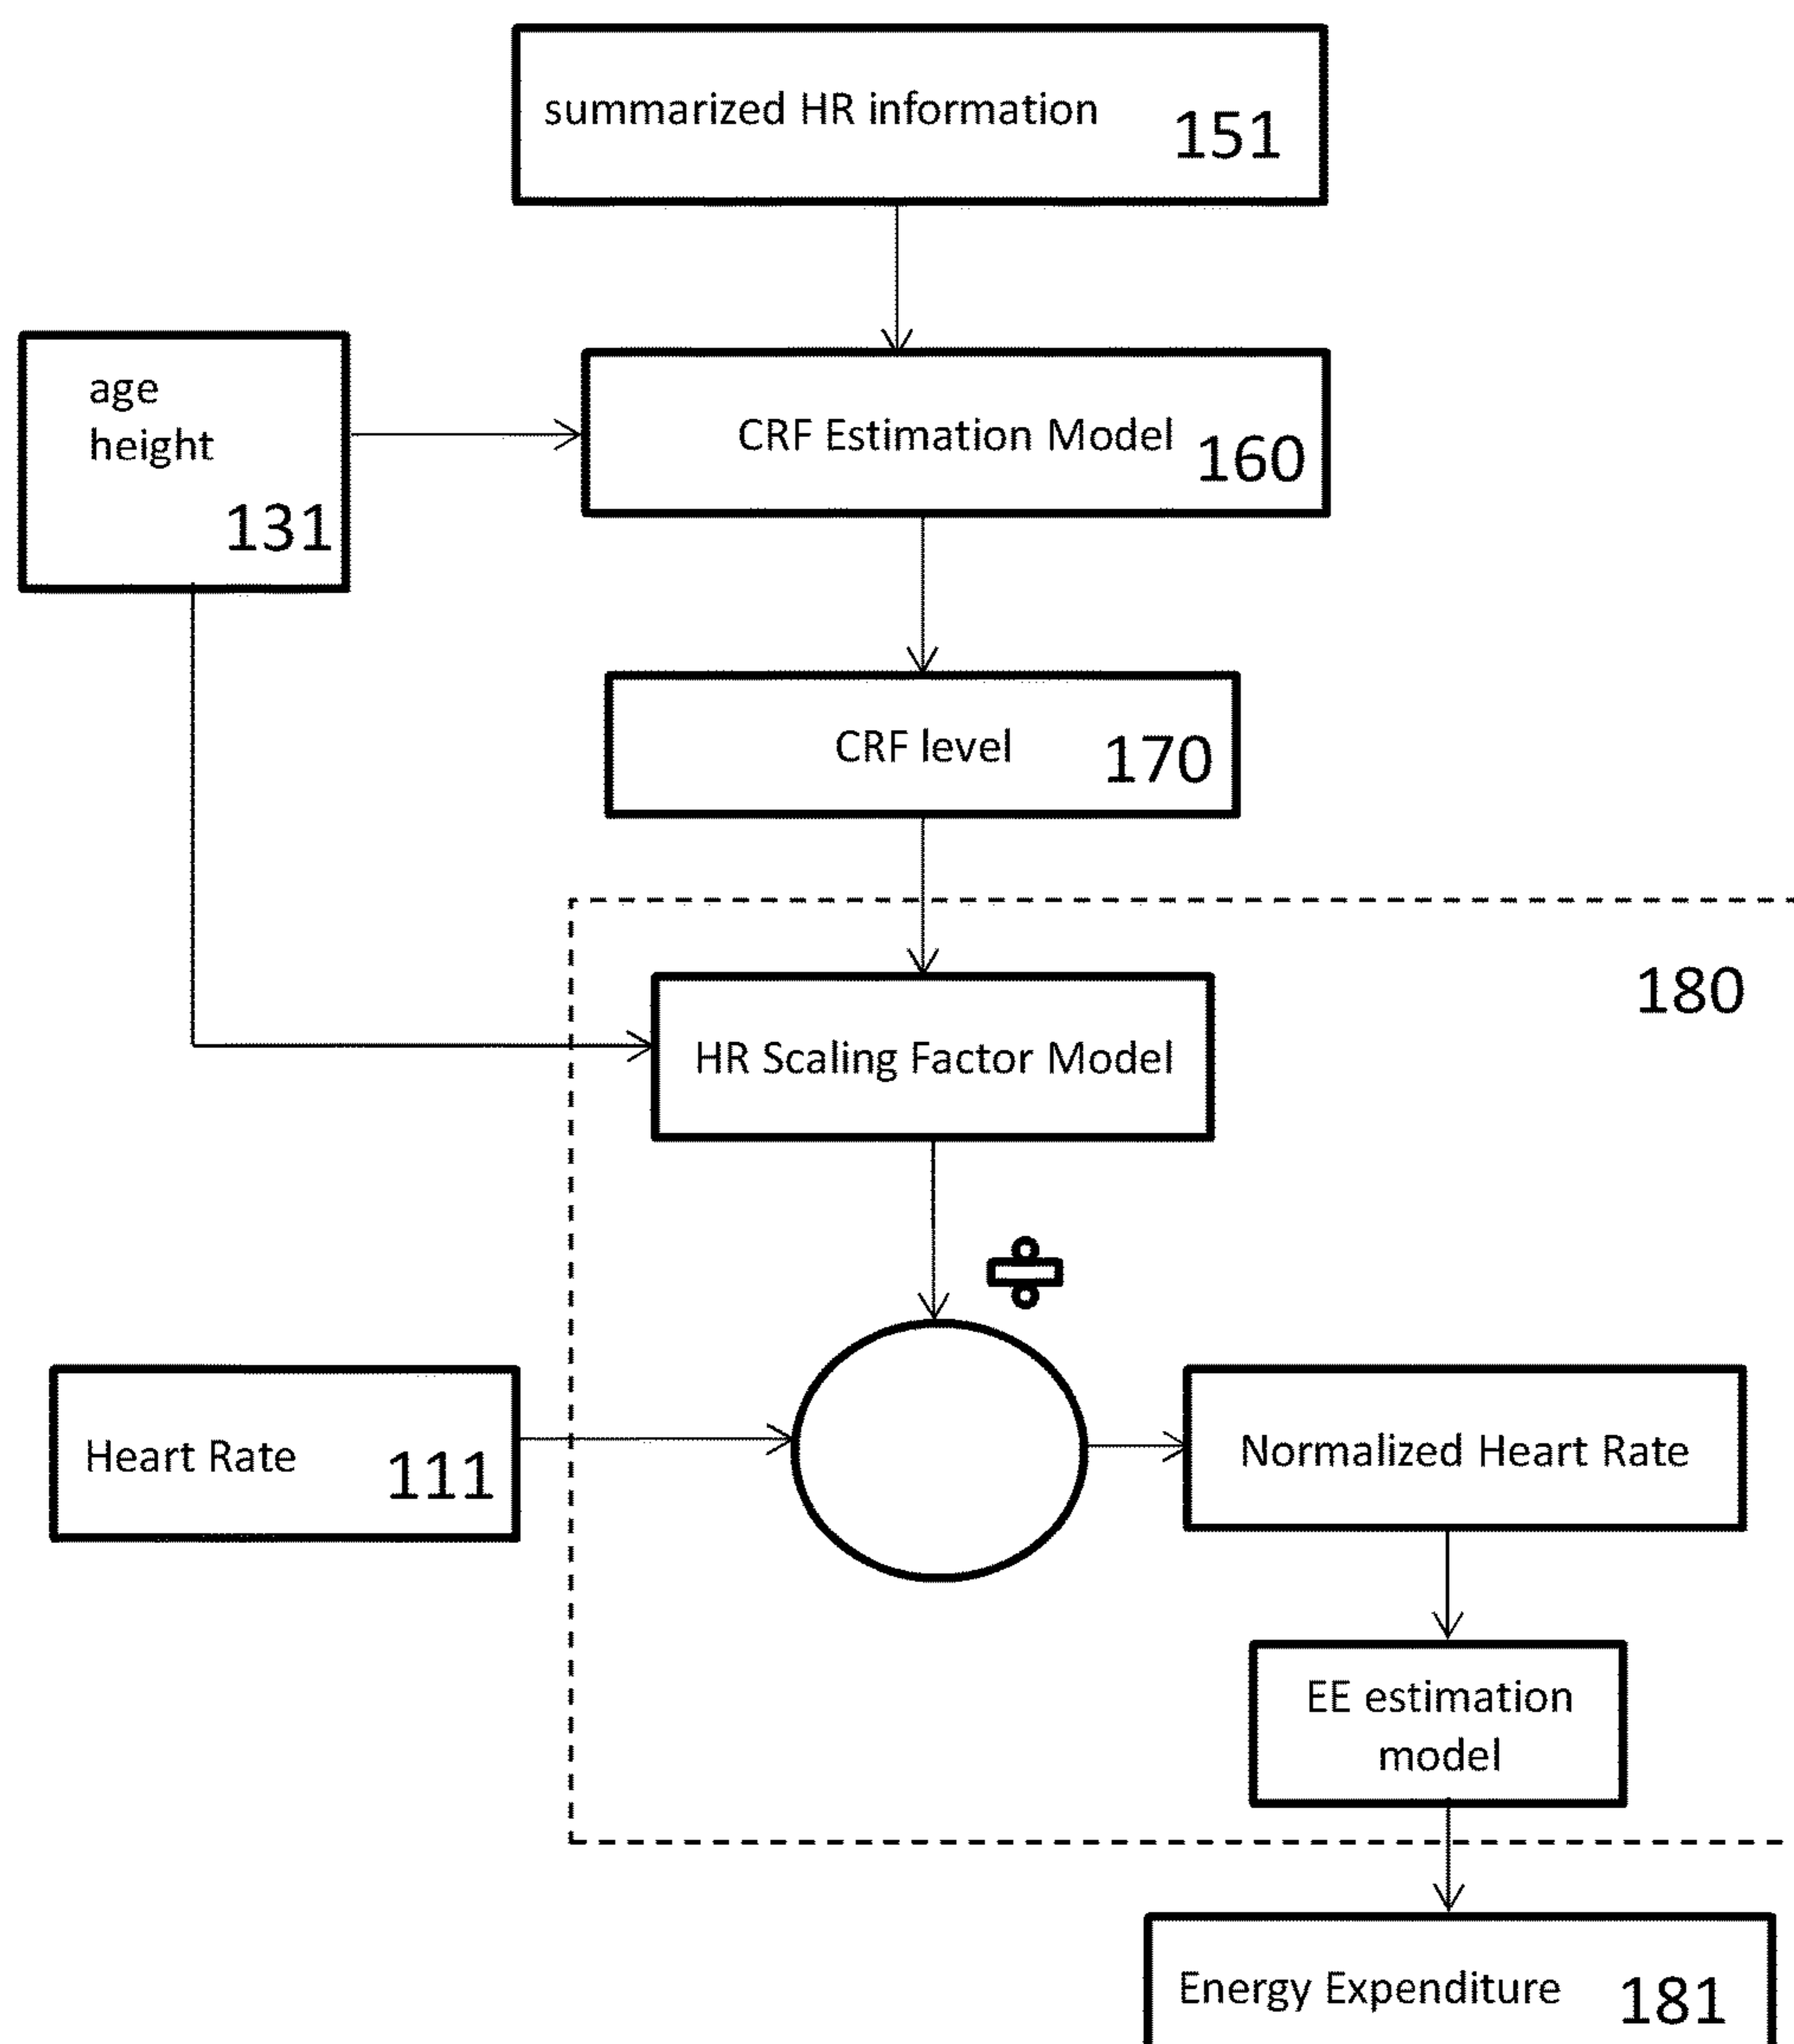 summarized HR information
151
age
height
131
CRF Estimation Model
160
CRF level
170
180
HR Scaling Factor Model
÷
Heart Rate
111
Normalized Heart Rate
EE estimation
model
Energy Expenditure
181